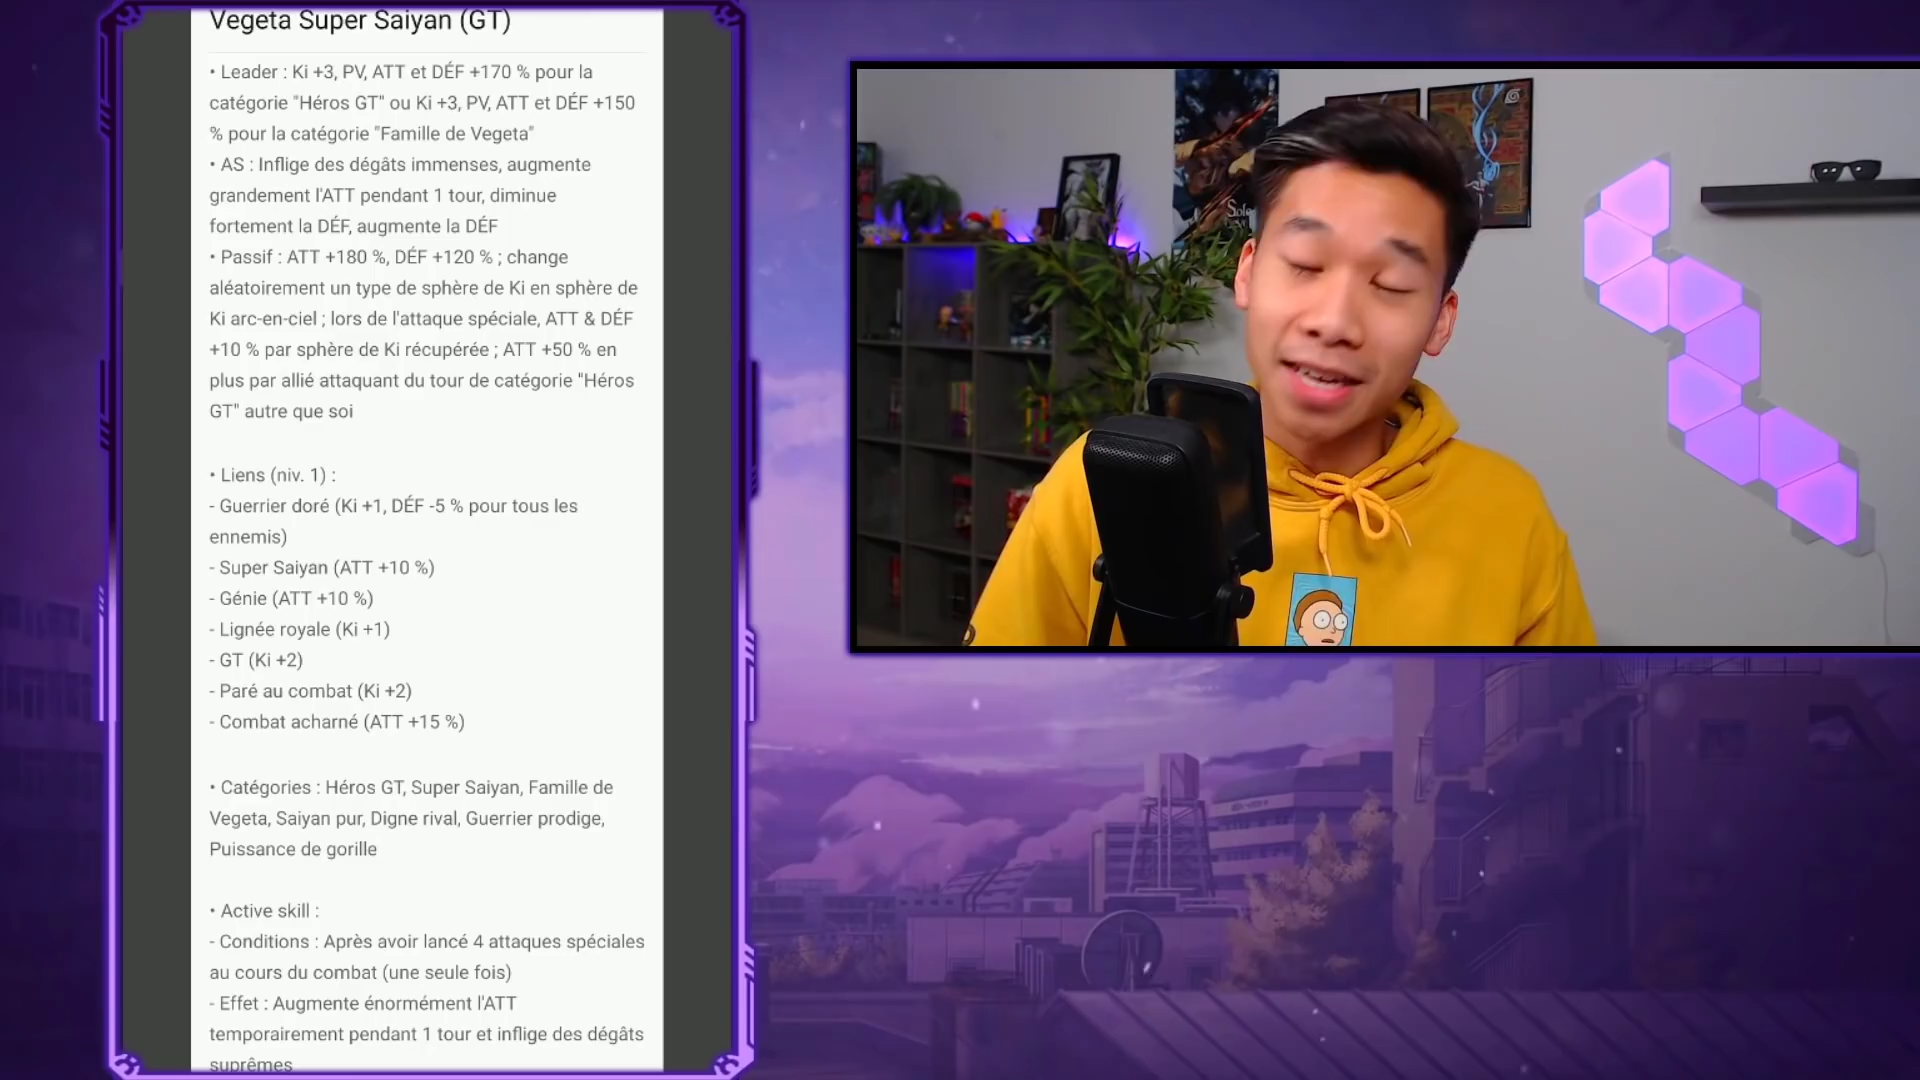 Vegeta Super Saiyan (GT)
• Leader : Ki +3, PV, ATT et DÉF +170 % pour la
catégorie "Héros GT" ou Ki +3, PV, ATT et DÉF +150
% pour la catégorie "Famille de Vegeta"
• AS : Inflige des dégâts immenses, augmente
grandement l'ATT pendant 1 tour, diminue
fortement la DÉF, augmente la DÉF
• Passif : ATT +180 %, DÉF +120 % ; change
aléatoirement un type de sphère de Ki en sphère de
Ki arc-en-ciel ; lors de l'attaque spéciale, ATT & DÉF
+10 % par sphère de Ki récupérée ; ATT +50 % en
plus par allié attaquant du tour de catégorie "Héros
GT" autre que soi
• Liens (niv. 1) :
- Guerrier doré (Ki +1, DÉF -5 % pour tous les
ennemis)
- Super Saiyan (ATT +10 %)
- Génie (ATT +10 %)
- Lignée royale (Ki +1)
- GT (Ki +2)
- Paré au combat (Ki +2)
- Combat acharné (ATT +15 %)
• Catégories : Héros GT, Super Saiyan, Famille de
Vegeta, Saiyan pur, Digne rival, Guerrier prodige,
Puissance de gorille
• Active skill :
- Conditions : Après avoir lancé 4 attaques spéciales
au cours du combat (une seule fois)
- Effet : Augmente énormément l'ATT
temporairement pendant 1 tour et inflige des dégâts
suprêmes